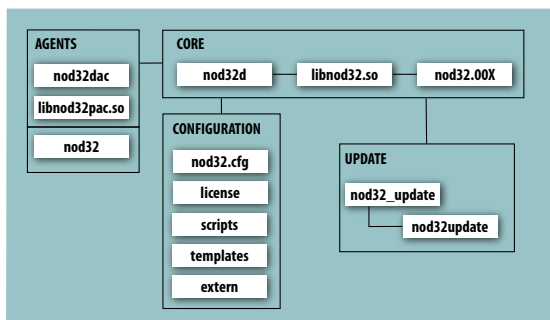 AGENTS
nod32dac
libnod32pac.so
nod32
CORE
nod32d
libnod32.so
nod32.00X
CONFIGURATION
nod32.cfg
license
scripts
templates
extern
UPDATE
nod32_update
nod32update